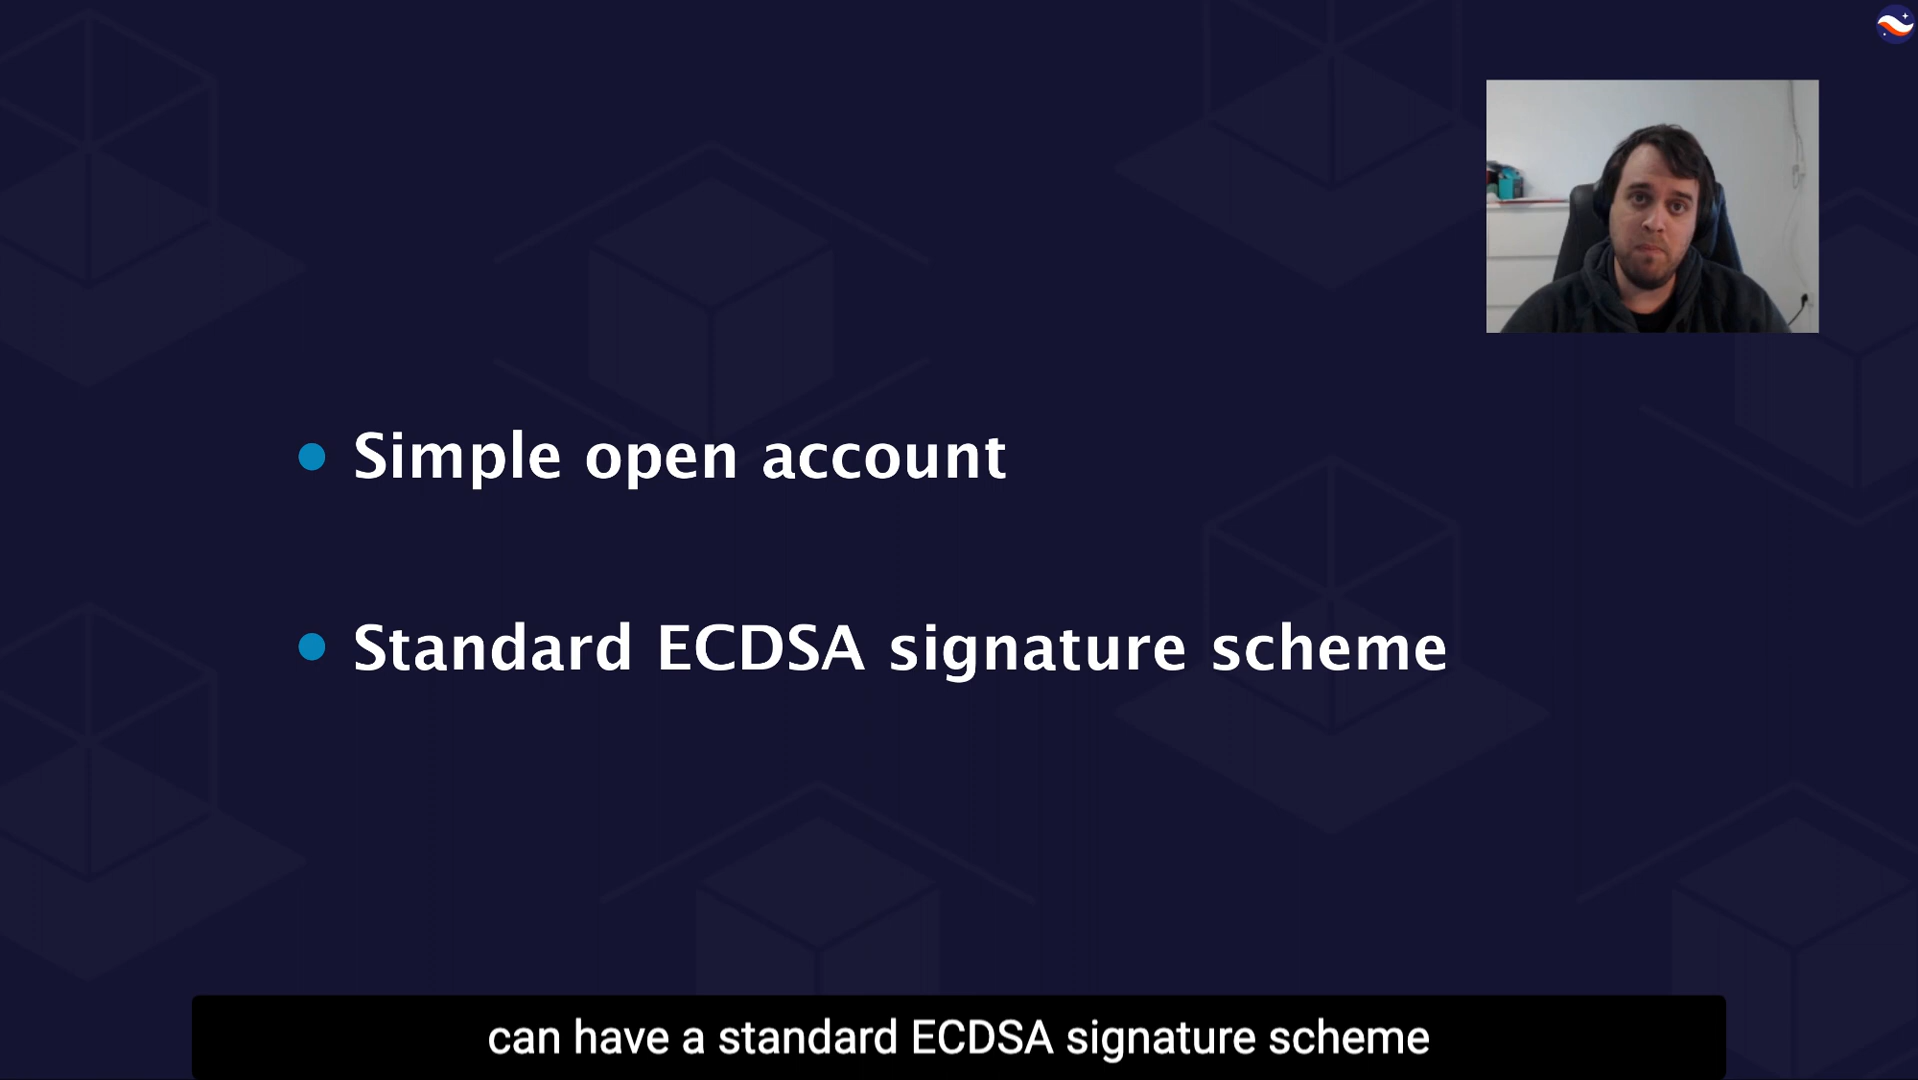 Simple open account
Standard ECDSA signature scheme
can have a standard ECDSA signature scheme